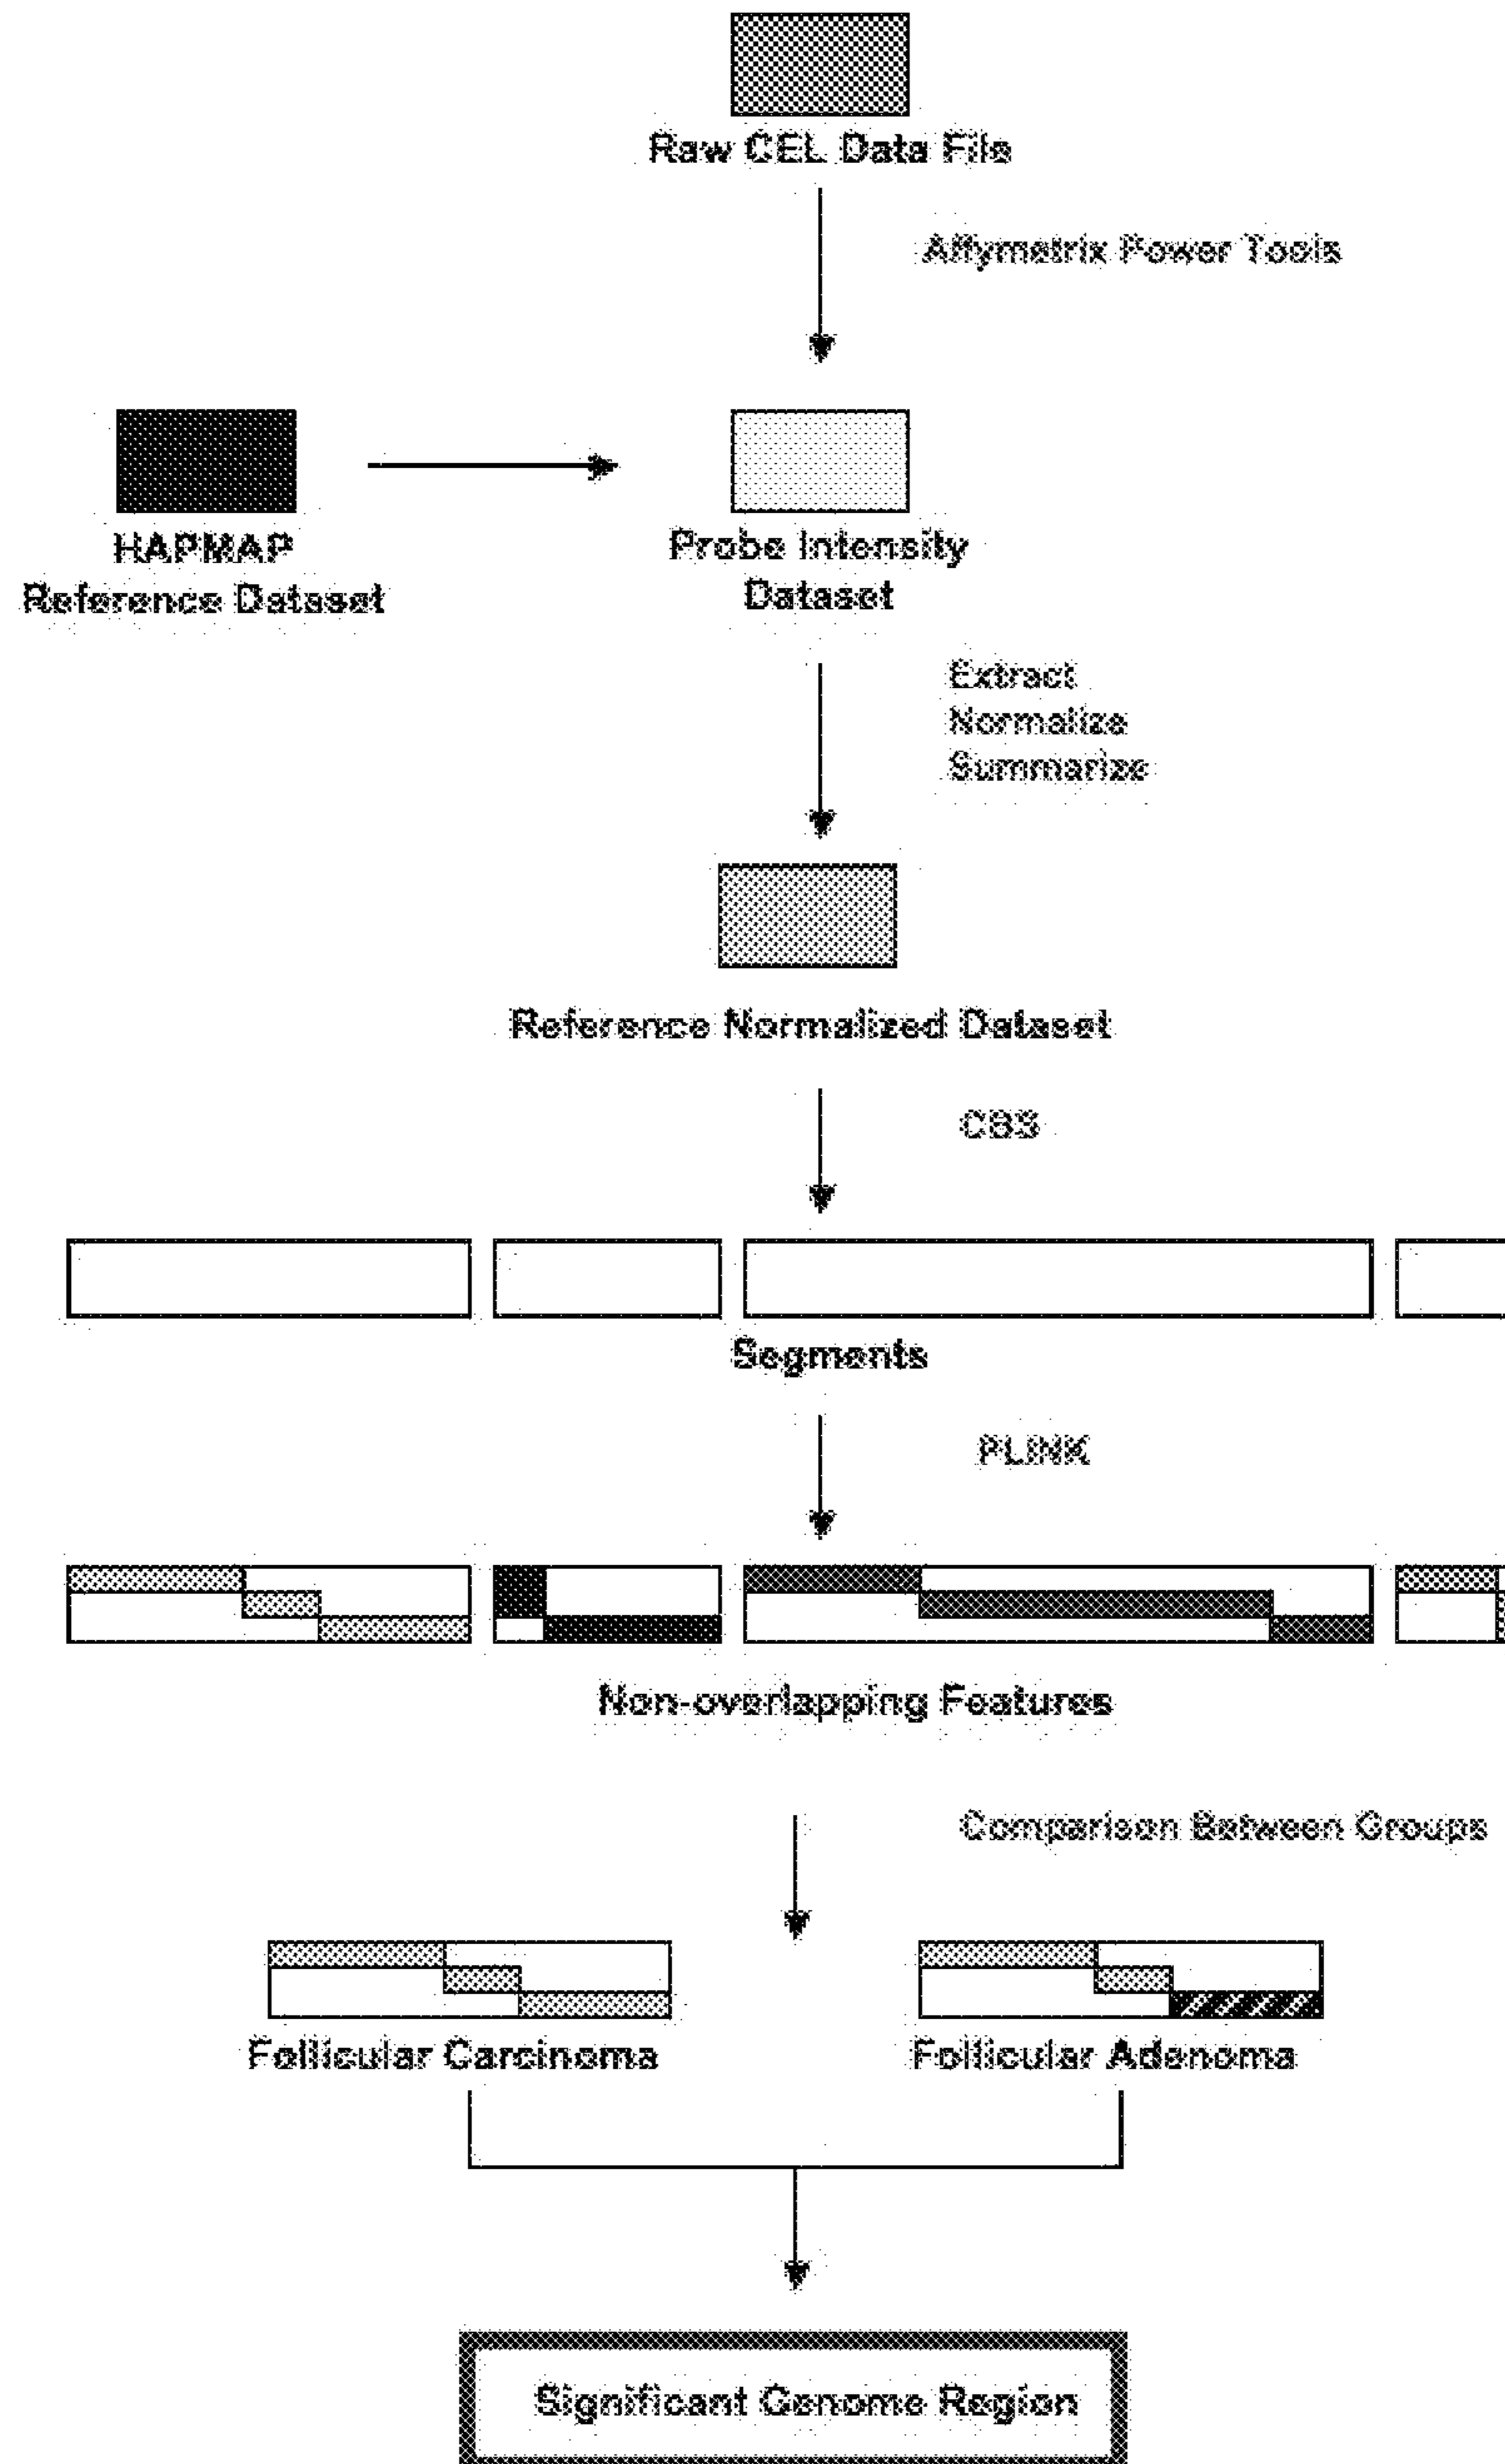 Raw CEL Data File
Affymetrix Power Tools
HAPMAP
Reference Dataset
Probe Intensity
Dataset
Extract
Normalize
Summarize
Reference Normalized Dataset
CBS
Segments
PLINK
Non-overlapping Features
Comparison Between Groups
Follicular Carcinoma
Follicular Adenoma
Significant Genome Region